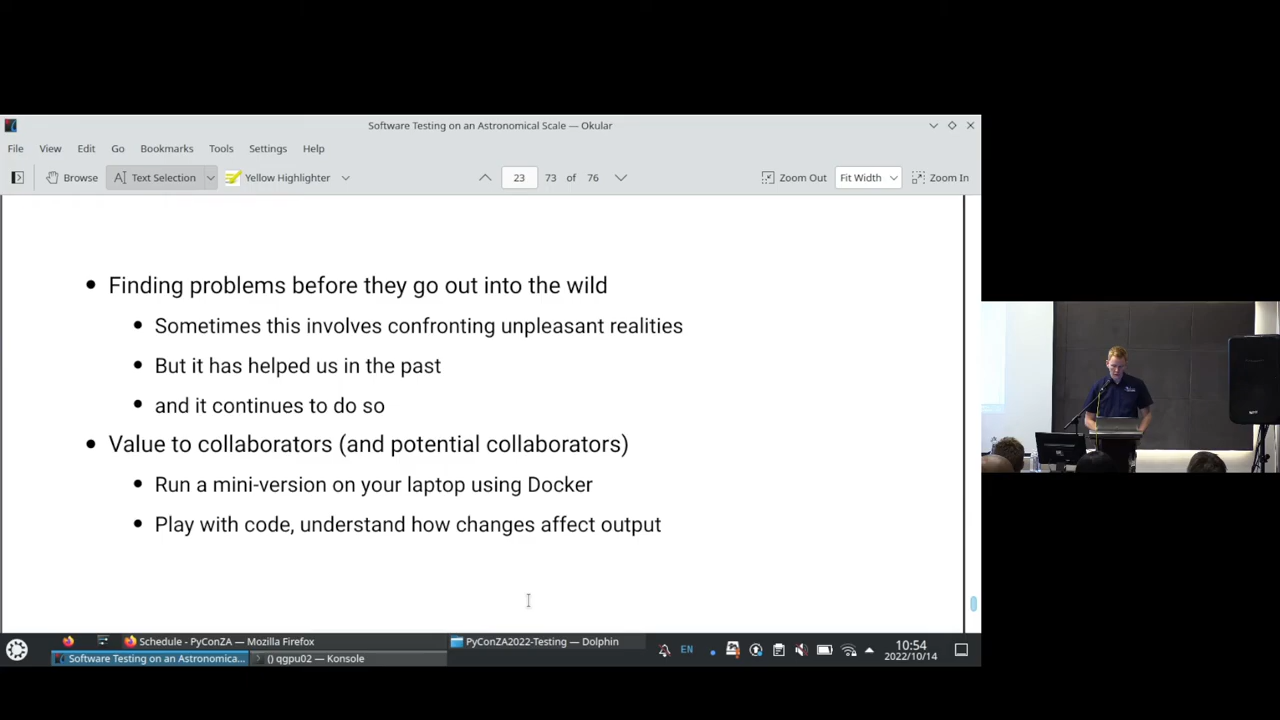 Software Testing on an Astronomical Scale — Okular
File View Edit Go Bookmarks Tools Settings Help
Browse Text Selection Yellow Highlighter 23 73 of 76 Zoom Out Fit Width Zoom In
• Finding problems before they go out into the wild
• Sometimes this involves confronting unpleasant realities
• But it has helped us in the past
• and it continues to do so
• Value to collaborators (and potential collaborators)
• Run a mini-version on your laptop using Docker
• Play with code, understand how changes affect output
Schedule - PyConZA — Mozilla Firefox PyConZA2022-Testing — Dolphin
Software Testing on an Astronomica... () qgpu02 — Konsole
EN
10:54
2022/10/14